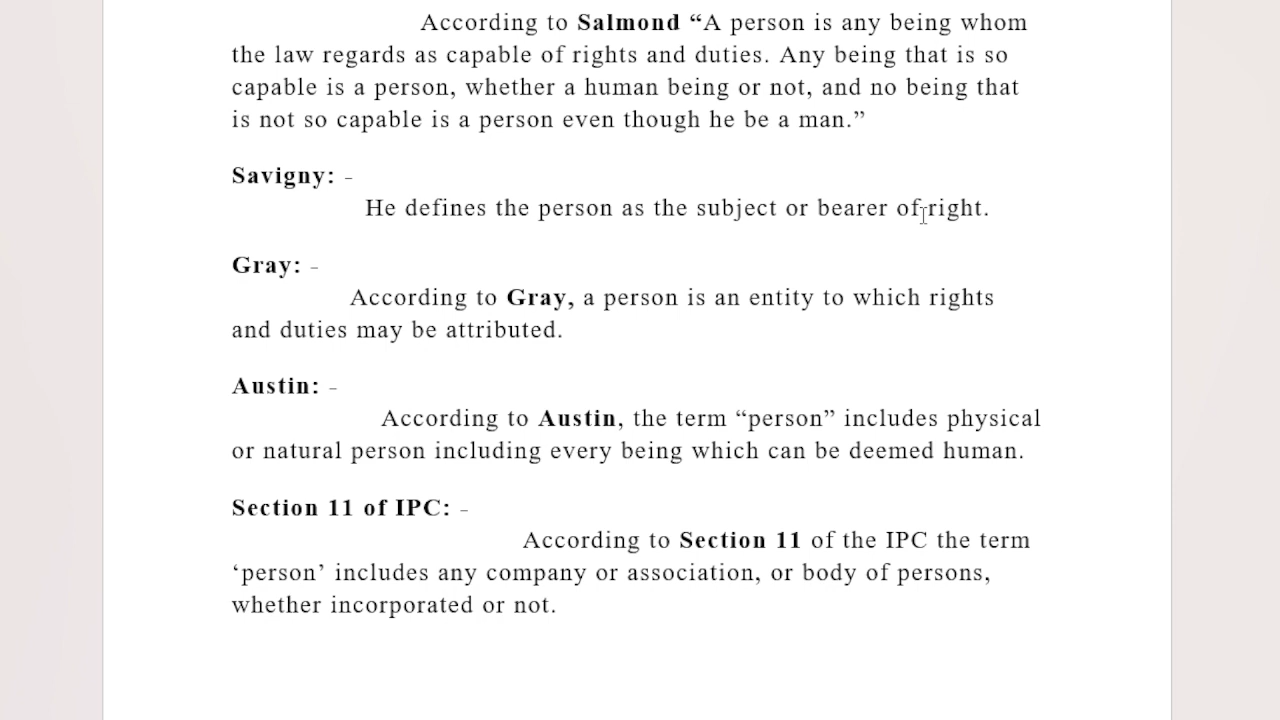 According to Salmond “A person is any being whom
the law regards as capable of rights and duties. Any being that is so
capable is a person, whether a human being or not, and no being that
is not so capable is a person even though he be a man.”
Savigny: -
He defines the person as the subject or bearer of right.
Gray: -
According to Gray, a person is an entity to which rights
and duties may be attributed.
Austin: -
According to Austin, the term “person” includes physical
or natural person including every being which can be deemed human.
Section 11 of IPC: -
According to Section 11 of the IPC the term
‘person’ includes any company or association, or body of persons,
whether incorporated or not.